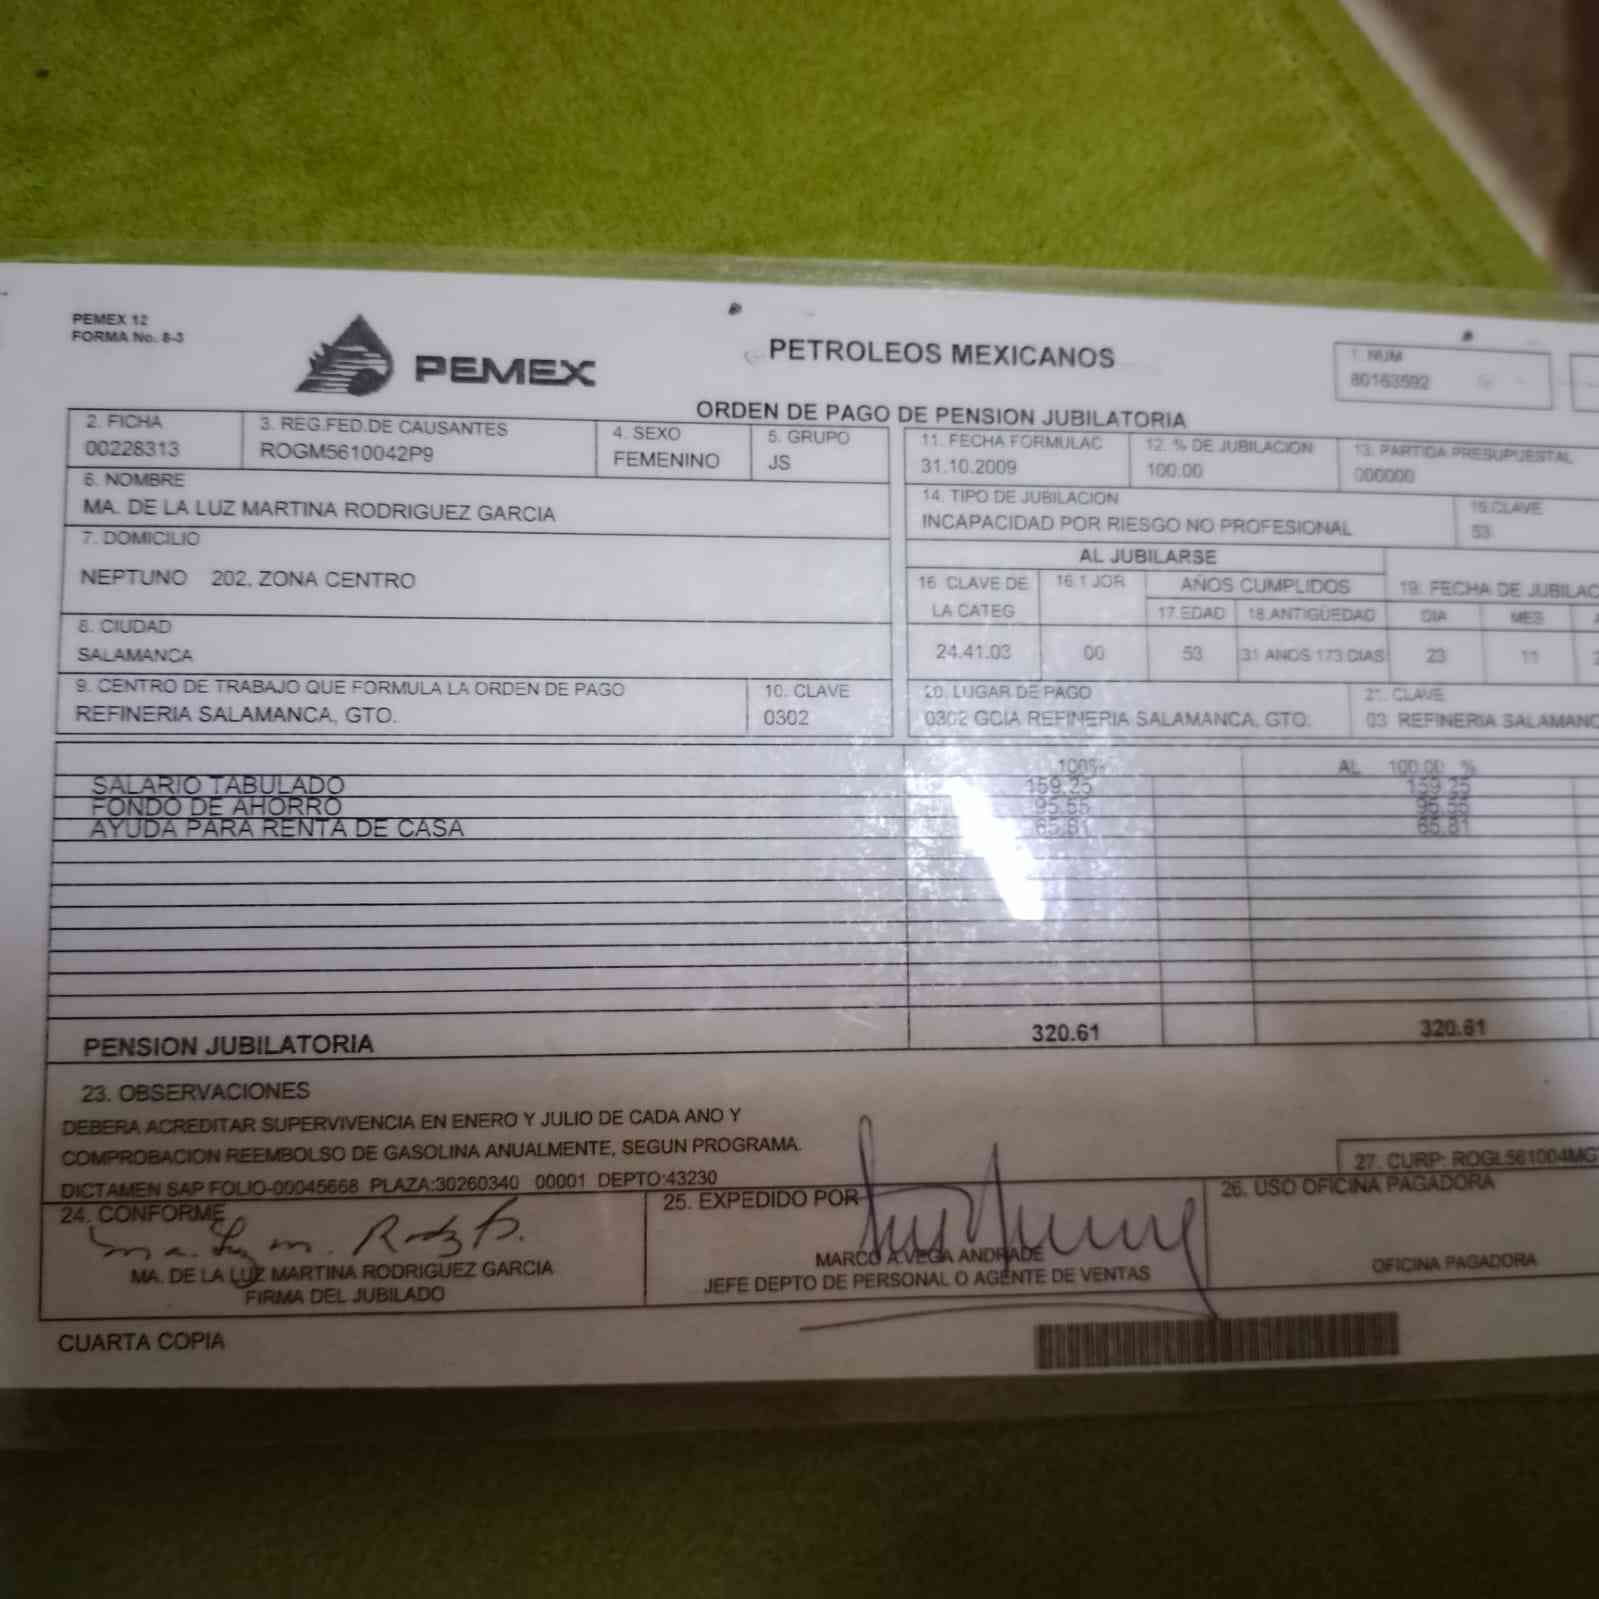 PEMEX 12
FORMA No. 8-3
PEMEX
PETROLEOS MEXICANOS
ORDEN DE PAGO DE PENSION JUBILATORIA
1. NUM
80163592
2. FICHA
00228313
3. REG.FED.DE CAUSANTES
ROGM5610042P9
4. SEXO
FEMENINO
5. GRUPO
JS
11. FECHA FORMULAC
31.10.2009
12. % DE JUBILACION
100.00
13. PARTIDA PRESUPUESTAL
000000
6. NOMBRE
MA. DE LA LUZ MARTINA RODRIGUEZ GARCIA
14. TIPO DE JUBILACION
INCAPACIDAD POR RIESGO NO PROFESIONAL
15.CLAVE
53
7. DOMICILIO
NEPTUNO 202, ZONA CENTRO
AL JUBILARSE
16 CLAVE DE
LA CATEG
24.41.03
16.1 JOR
00
AÑOS CUMPLIDOS
17.EDAD
53
18.ANTIGÜEDAD
31 ANOS 173 DIAS
19. FECHA DE JUBILAC
DIA
23
MES
11
8. CIUDAD
SALAMANCA
9. CENTRO DE TRABAJO QUE FORMULA LA ORDEN DE PAGO
REFINERIA SALAMANCA, GTO.
10. CLAVE
0302
20. LUGAR DE PAGO
0302 GCIA REFINERIA SALAMANCA, GTO.
21. CLAVE
03 REFINERIA SALAMANC
100% AL 100.00 %
SALARIO TABULADO 159.25 159.25
FONDO DE AHORRO 95.55 95.55
AYUDA PARA RENTA DE CASA 65.81 65.81
PENSION JUBILATORIA 320.61 320.61
23. OBSERVACIONES
DEBERA ACREDITAR SUPERVIVENCIA EN ENERO Y JULIO DE CADA ANO Y
COMPROBACION REEMBOLSO DE GASOLINA ANUALMENTE, SEGUN PROGRAMA.
DICTAMEN SAP FOLIO-00045668 PLAZA:30260340 00001 DEPTO:43230
27. CURP: ROGL561004MG
24. CONFORME
MA. DE LA LUZ MARTINA RODRIGUEZ GARCIA
FIRMA DEL JUBILADO
25. EXPEDIDO POR
MARCO A.VEGA ANDRADE
JEFE DEPTO DE PERSONAL O AGENTE DE VENTAS
26. USO OFICINA PAGADORA
OFICINA PAGADORA
CUARTA COPIA